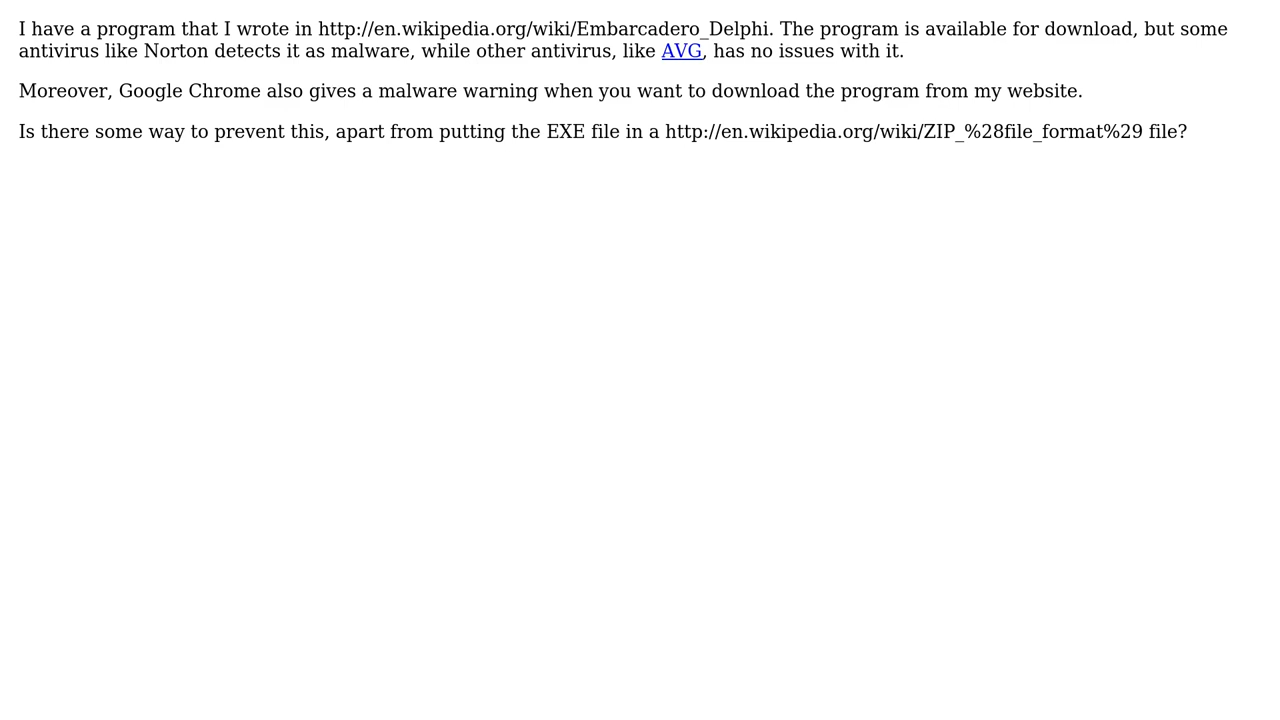 I have a program that I wrote in http://en.wikipedia.org/wiki/Embarcadero_Delphi. The program is available for download, but some
antivirus like Norton detects it as malware, while other antivirus, like AVG, has no issues with it.
Moreover, Google Chrome also gives a malware warning when you want to download the program from my website.
Is there some way to prevent this, apart from putting the EXE file in a http://en.wikipedia.org/wiki/ZIP_%28file_format%29 file?